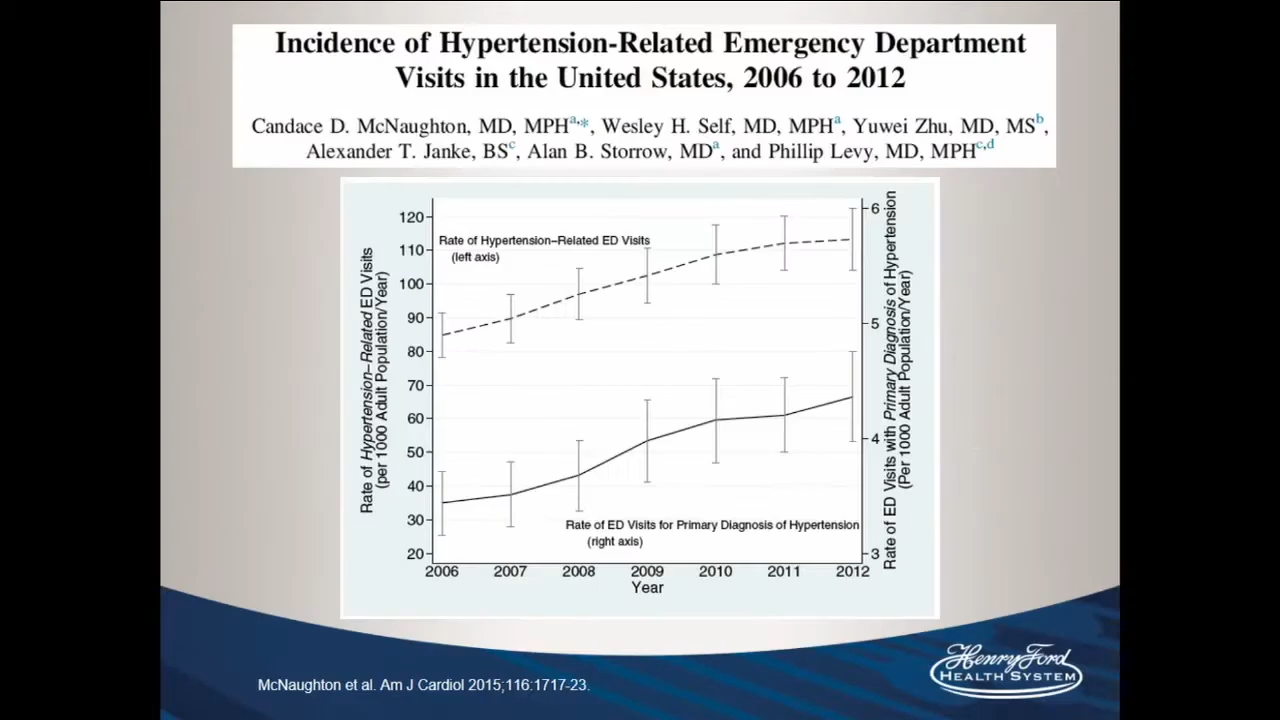 Incidence of Hypertension-Related Emergency Department
Visits in the United States, 2006 to 2012
Candace D. McNaughton, MD, MPHa,*, Wesley H. Self, MD, MPHa, Yuwei Zhu, MD, MSb,
Alexander T. Janke, BSc, Alan B. Storrow, MDa, and Phillip Levy, MD, MPHc,d
Rate of Hypertension–Related ED Visits
(per 1000 Adult Population/Year)
120
110
100
90
80
70
60
50
40
30
20
Rate of Hypertension–Related ED Visits
(left axis)
Rate of ED Visits for Primary Diagnosis of Hypertension
(right axis)
6
5
4
3
Rate of ED Visits with Primary Diagnosis of Hypertension
(Per 1000 Adult Population/Year)
2006 2007 2008 2009 2010 2011 2012
Year
McNaughton et al. Am J Cardiol 2015;116:1717-23.
Henry Ford
HEALTH SYSTEM